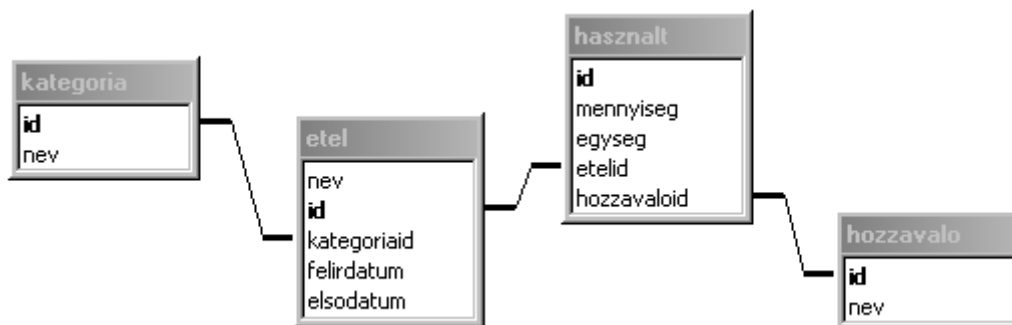 kategoria
id
nev
etel
nev
id
kategoriaid
felirdatum
elsodatum
hasznalt
id
mennyiseg
egyseg
etelid
hozzavaloid
hozzavalo
id
nev